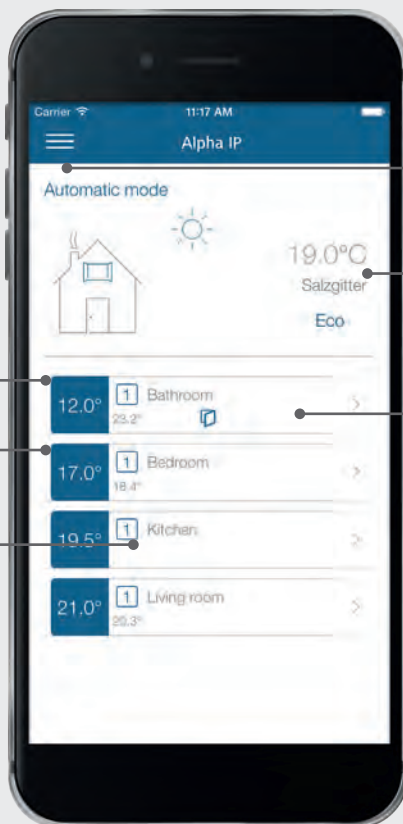 Carrier 11:17 AM
Alpha IP
Automatic mode
19.0°C
Salzgitter
Eco
12.0° 1 Bathroom
23.2°
17.0° 1 Bedroom
18.4°
19.5° 1 Kitchen
21.0° 1 Living room
20.3°